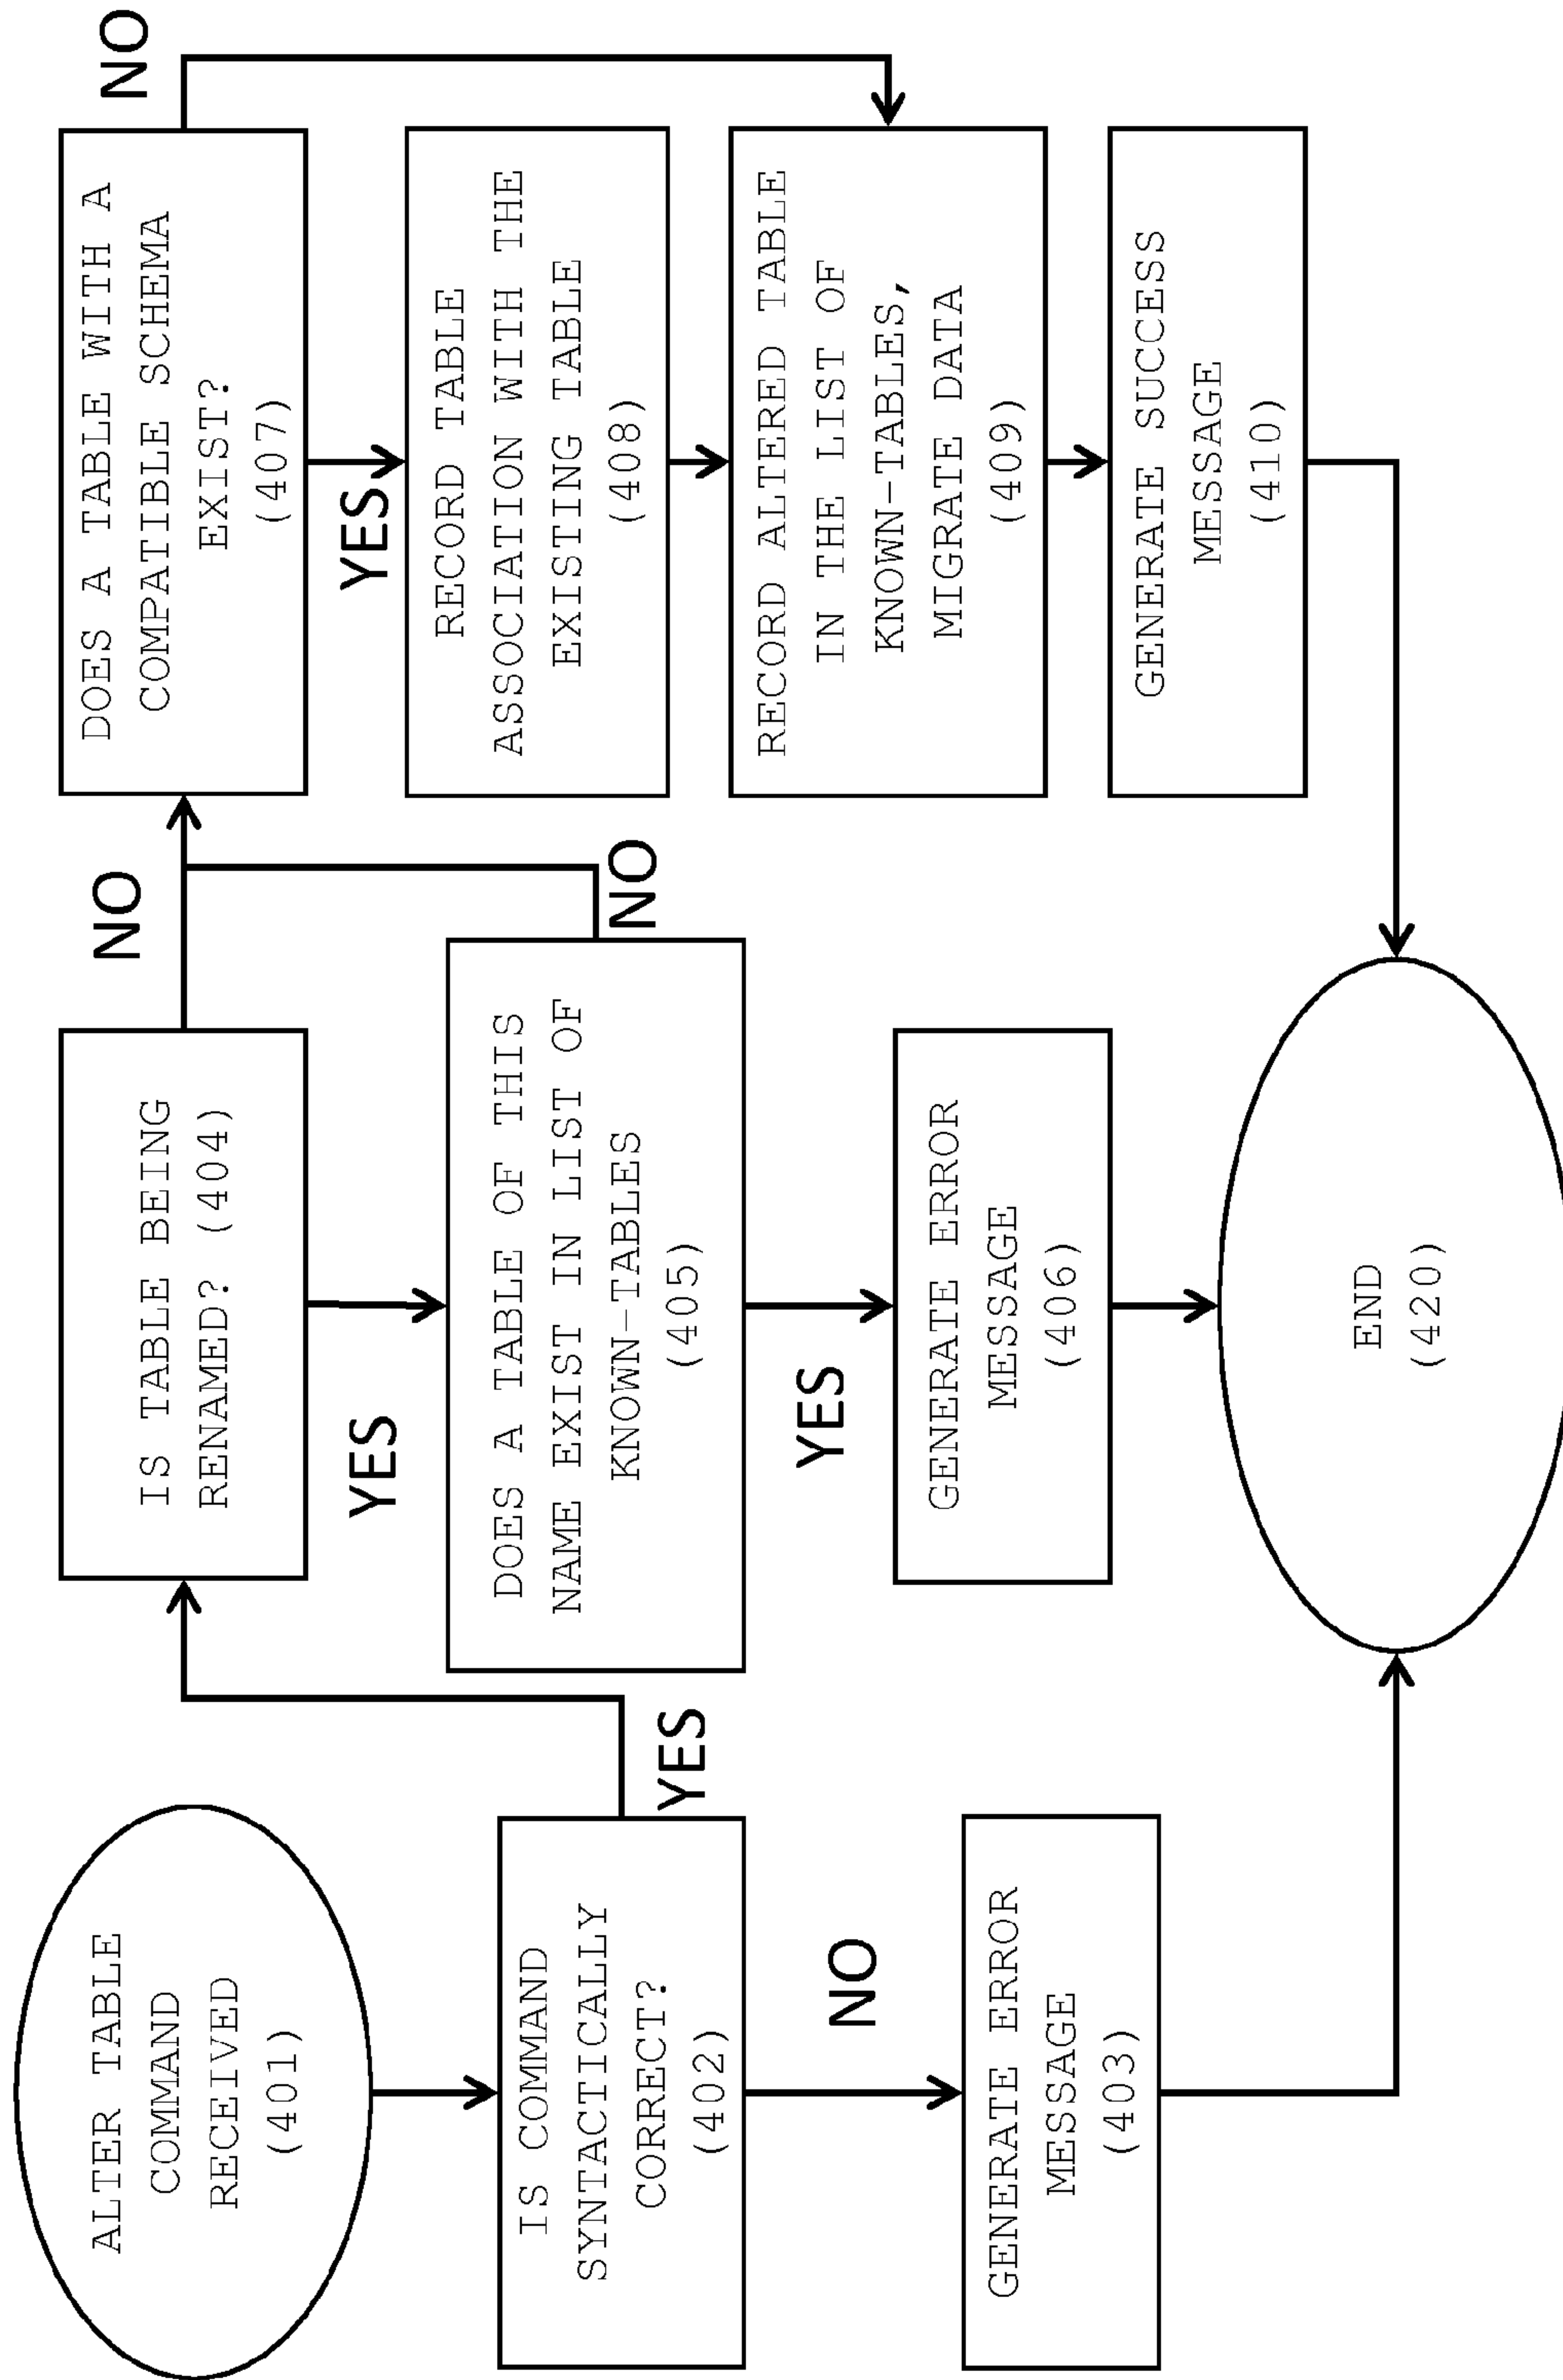 ALTER TABLE
COMMAND
RECEIVED
(401)
IS COMMAND
SYNTACTICALLY
CORRECT?
(402)
YES
NO
GENERATE ERROR
MESSAGE
(403)
IS TABLE BEING
RENAMED? (404)
NO
YES
DOES A TABLE OF THIS
NAME EXIST IN LIST OF
KNOWN-TABLES
(405)
NO
YES
GENERATE ERROR
MESSAGE
(406)
END
(420)
DOES A TABLE WITH A
COMPATIBLE SCHEMA
EXIST?
(407)
NO
YES
RECORD TABLE
ASSOCIATION WITH THE
EXISTING TABLE
(408)
RECORD ALTERED TABLE
IN THE LIST OF
KNOWN-TABLES,
MIGRATE DATA
(409)
GENERATE SUCCESS
MESSAGE
(410)